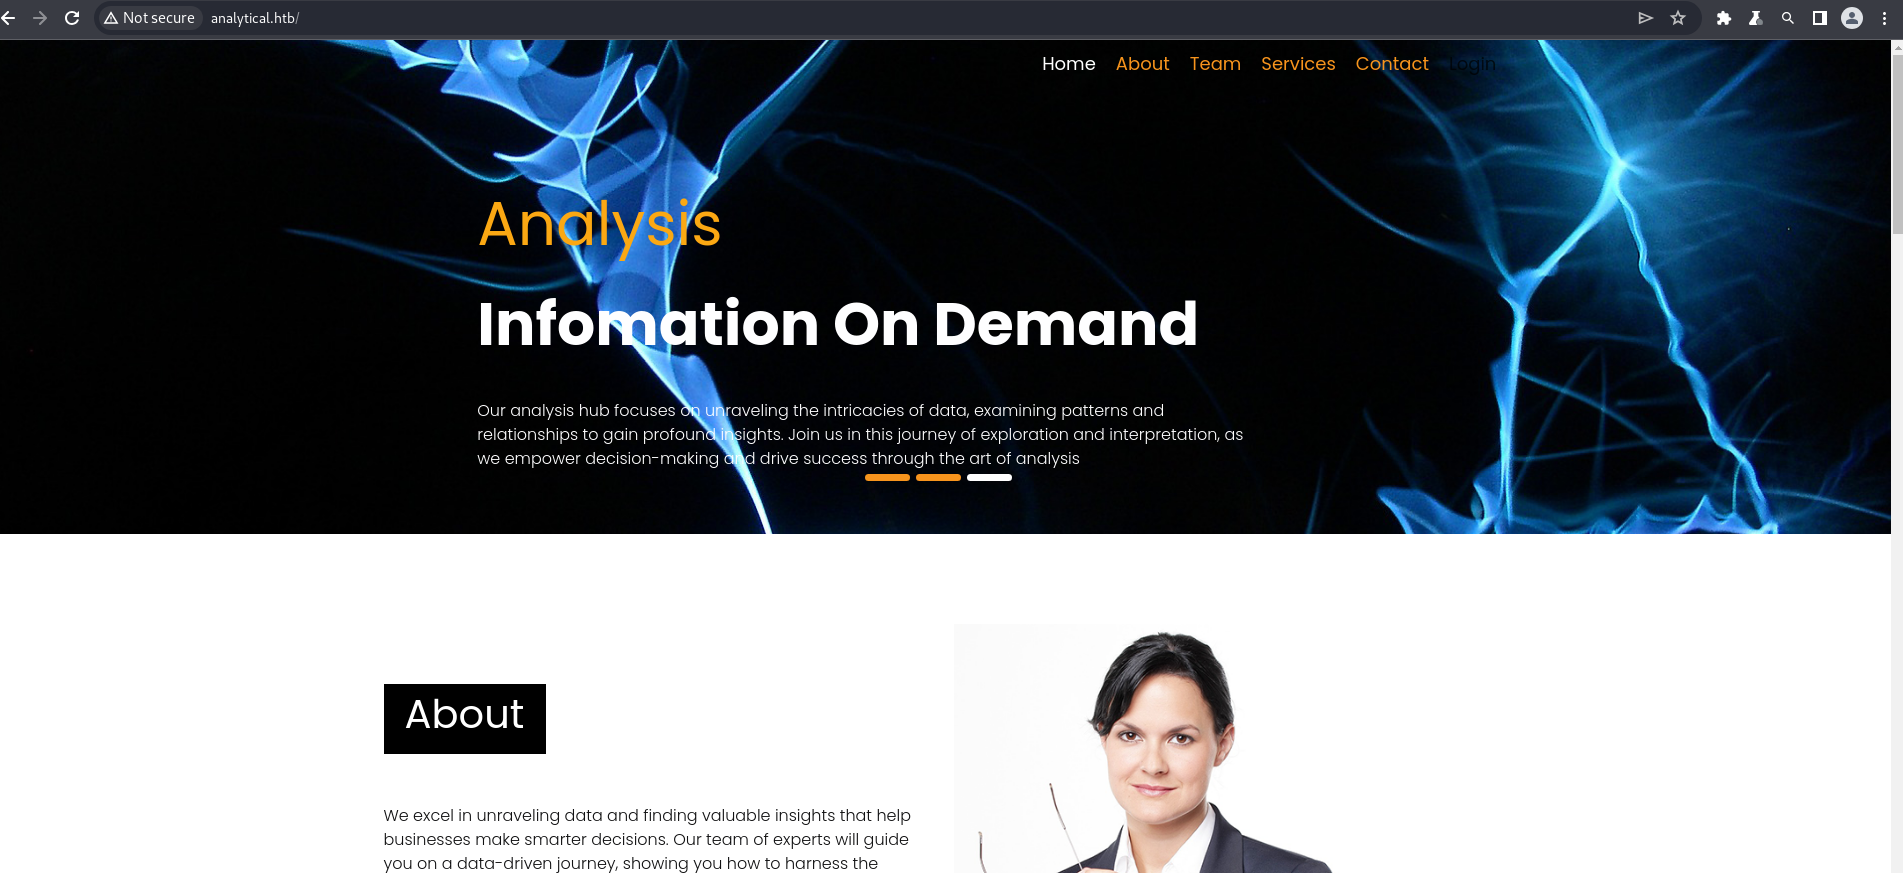 Not secure analytical.htb/
Home About Team Services Contact Login
Analysis
Infomation On Demand
Our analysis hub focuses on unraveling the intricacies of data, examining patterns and
relationships to gain profound insights. Join us in this journey of exploration and interpretation, as
we empower decision-making and drive success through the art of analysis
About
We excel in unraveling data and finding valuable insights that help
businesses make smarter decisions. Our team of experts will guide
you on a data-driven journey, showing you how to harness the